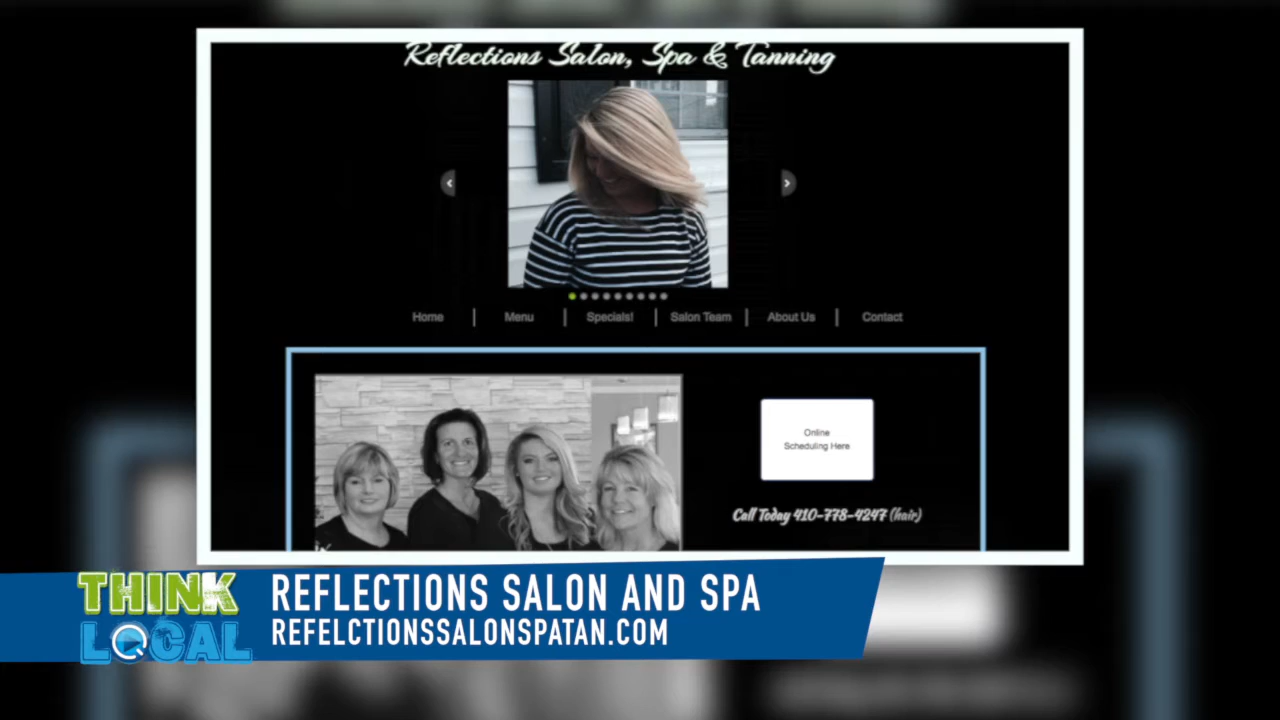 Reflections Salon, Spa & Tanning
Home | Menu | Specials! | Salon Team | About Us | Contact
Online
Scheduling Here
Call Today 410-778-4247 (hair)
THINK
LOCAL
REFLECTIONS SALON AND SPA
REFELCTIONSSALONSPATAN.COM